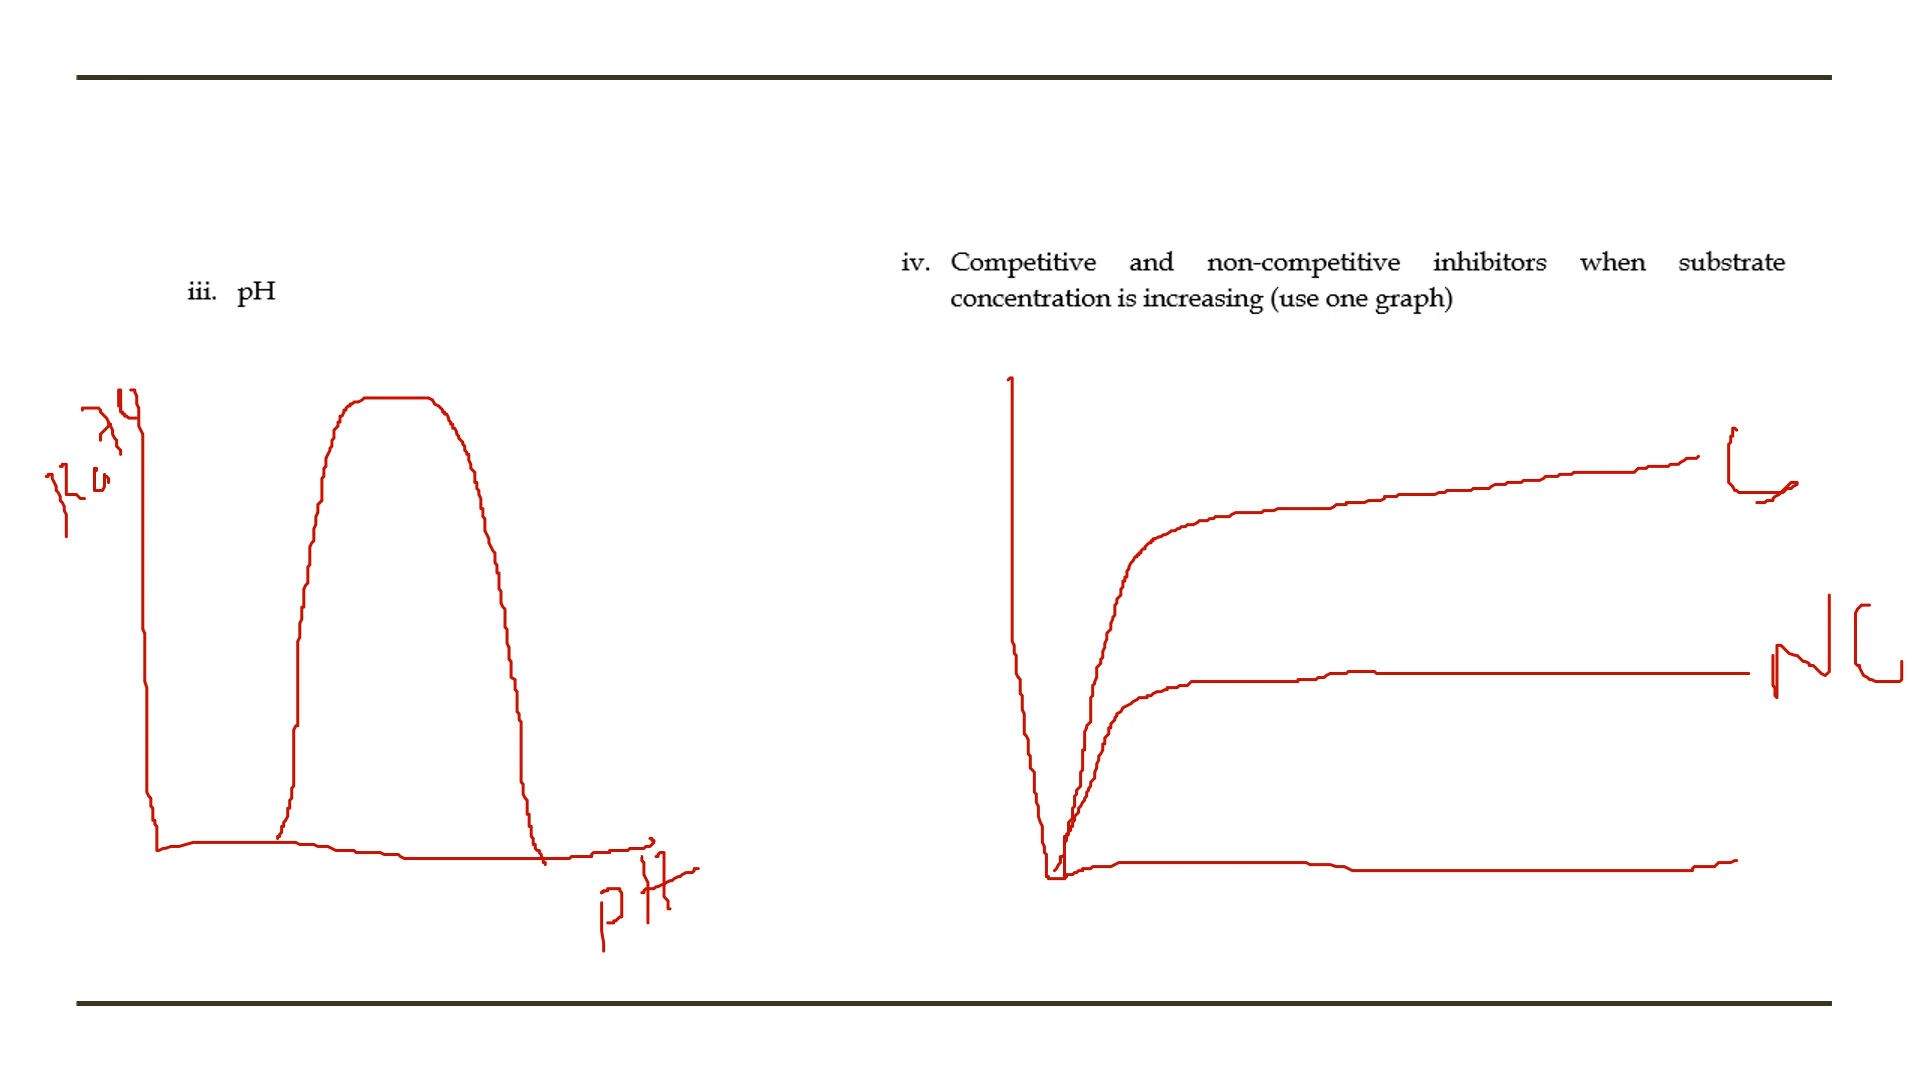 iii. pH
pH
iv. Competitive and non-competitive inhibitors when substrate
concentration is increasing (use one graph)
C
NC